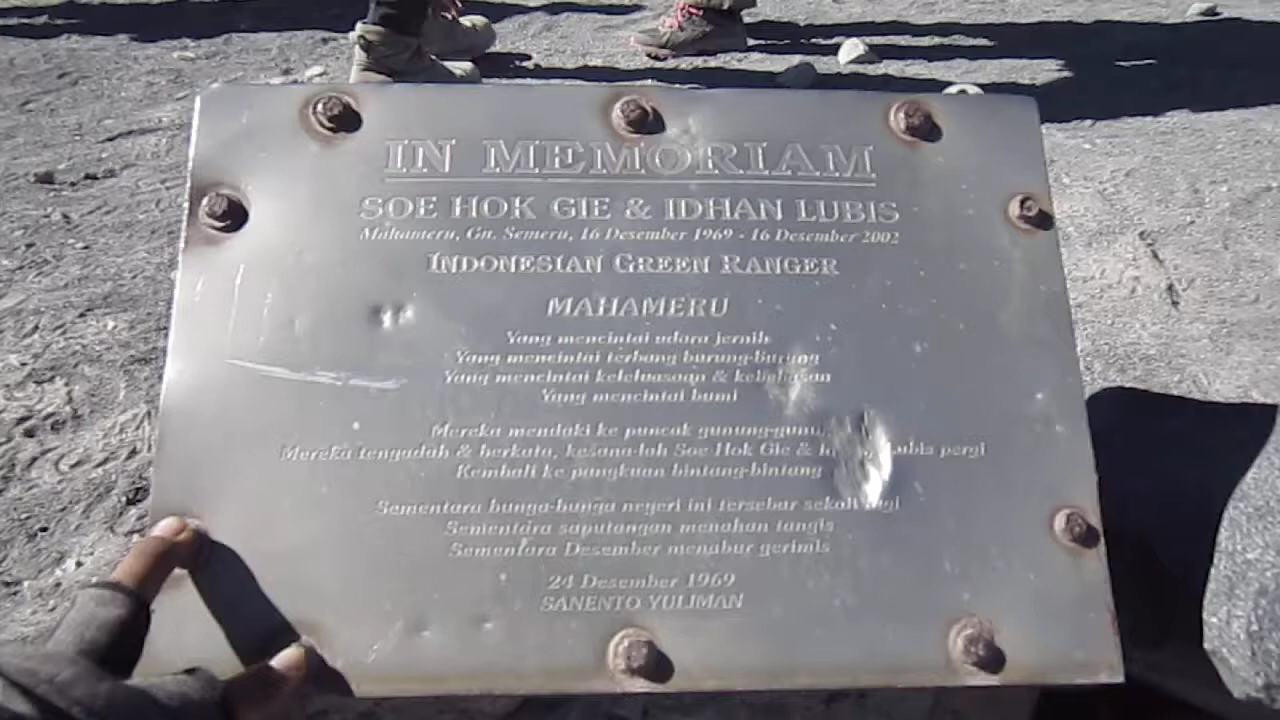 IN MEMORIAM
SOE HOK GIE & IDHAN LUBIS
Mahameru, Gn. Semeru, 16 Desember 1969 - 16 Desember 2002
INDONESIAN GREEN RANGER
MAHAMERU
Yang mencintai udara jernih
Yang mencintai terbang burung-burung
Yang mencintai keleluasaan & kebebasan
Yang mencintai bumi
Mereka mendaki ke puncak
Mereka tengadah & berkata, kesana-lah Soe Hok Gie & Lubis pergi
Kembali ke pangkuan bintang-bintang
Sementara bunga-bunga negeri ini tersebar sekali
Sementara saputangan menahan tangis
Sementara Desember menabur gerimis
24 Desember 1969
SANENTO YULIMAN